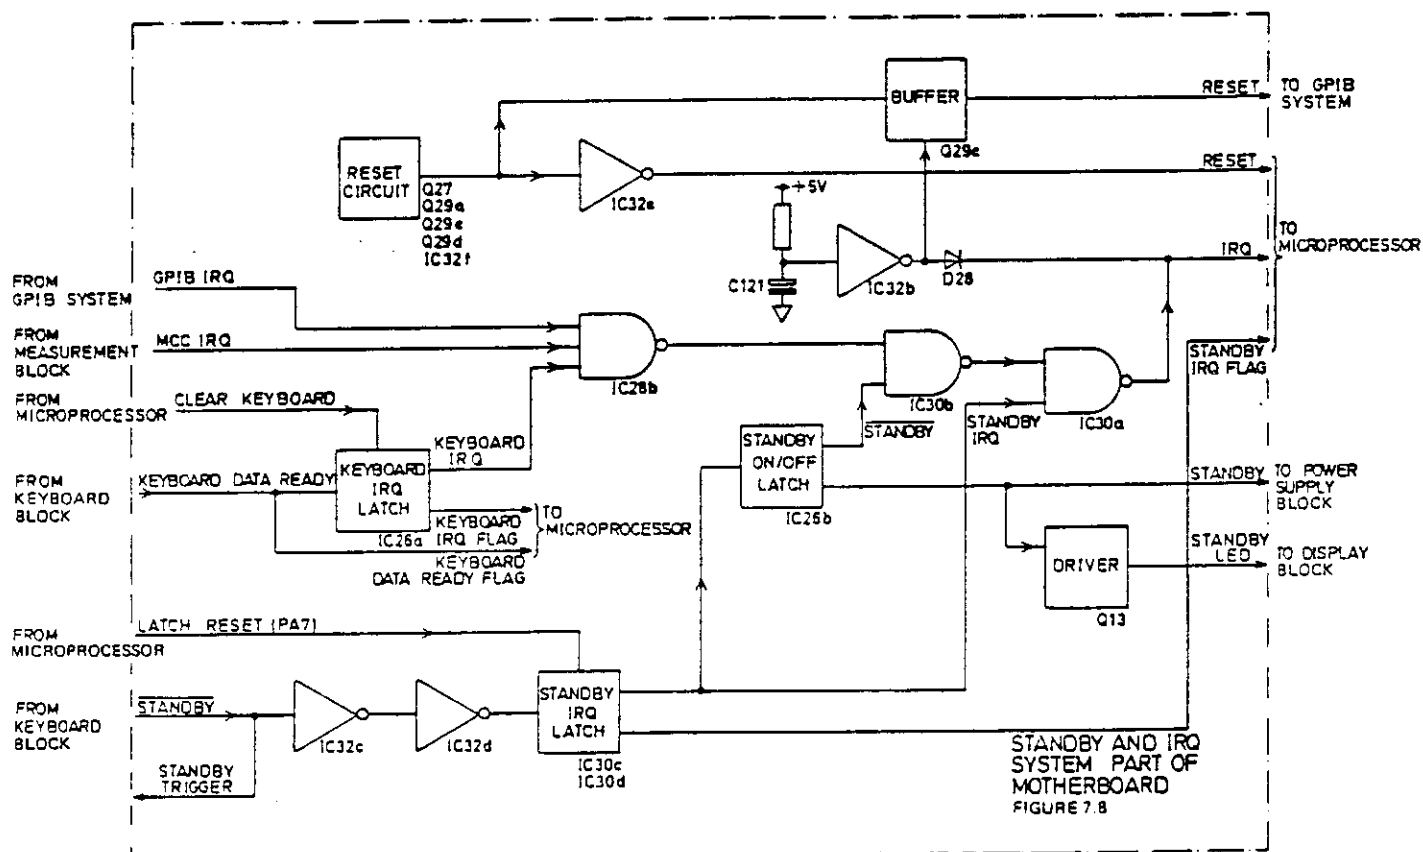 RESET
TO GPIB
SYSTEM
BUFFER
Q29c
RESET
CIRCUIT
Q27
Q29a
Q29e
Q29d
IC32f
IC32e
RESET
+5V
C121
IC32b
D28
IRQ
TO
MICROPROCESSOR
FROM
GPIB SYSTEM
GPIB IRQ
FROM
MEASUREMENT
BLOCK
MCC IRQ
IC28b
IC30b
IC30a
STANDBY
IRQ FLAG
FROM
MICROPROCESSOR
CLEAR KEYBOARD
KEYBOARD
IRQ
STANDBY
STANDBY
IRQ
FROM
KEYBOARD
BLOCK
KEYBOARD DATA READY
KEYBOARD
IRQ
LATCH
IC26a
KEYBOARD
IRQ FLAG
TO
MICROPROCESSOR
KEYBOARD
DATA READY FLAG
STANDBY
ON/OFF
LATCH
IC26b
STANDBY
TO POWER
SUPPLY
BLOCK
DRIVER
Q13
STANDBY
LED
TO DISPLAY
BLOCK
FROM
MICROPROCESSOR
LATCH RESET (PA7)
FROM
KEYBOARD
BLOCK
STANDBY
IC32c
IC32d
STANDBY
IRQ
LATCH
IC30c
IC30d
STANDBY
TRIGGER
STANDBY AND IRQ
SYSTEM PART OF
MOTHERBOARD
FIGURE 7.8